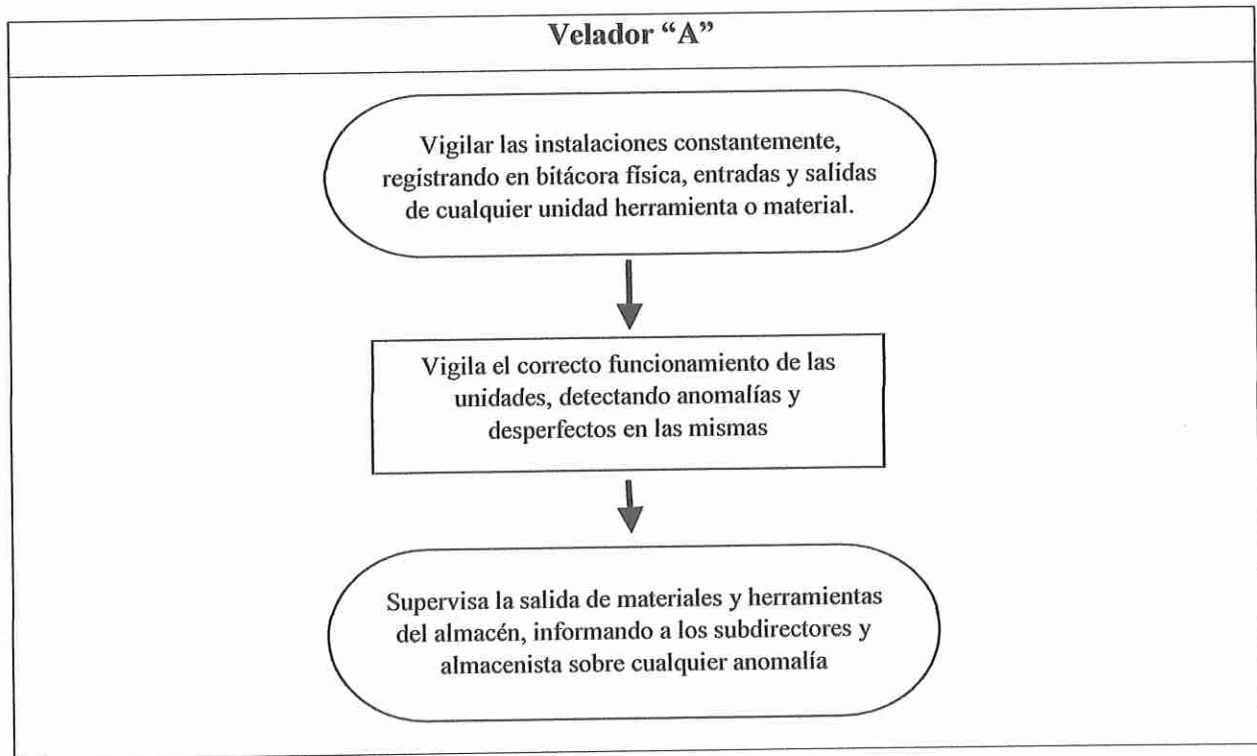 Velador “A”
Vigilar las instalaciones constantemente,
registrando en bitácora física, entradas y salidas
de cualquier unidad herramienta o material.
Vigila el correcto funcionamiento de las
unidades, detectando anomalías y
desperfectos en las mismas
Supervisa la salida de materiales y herramientas
del almacén, informando a los subdirectores y
almacenista sobre cualquier anomalía